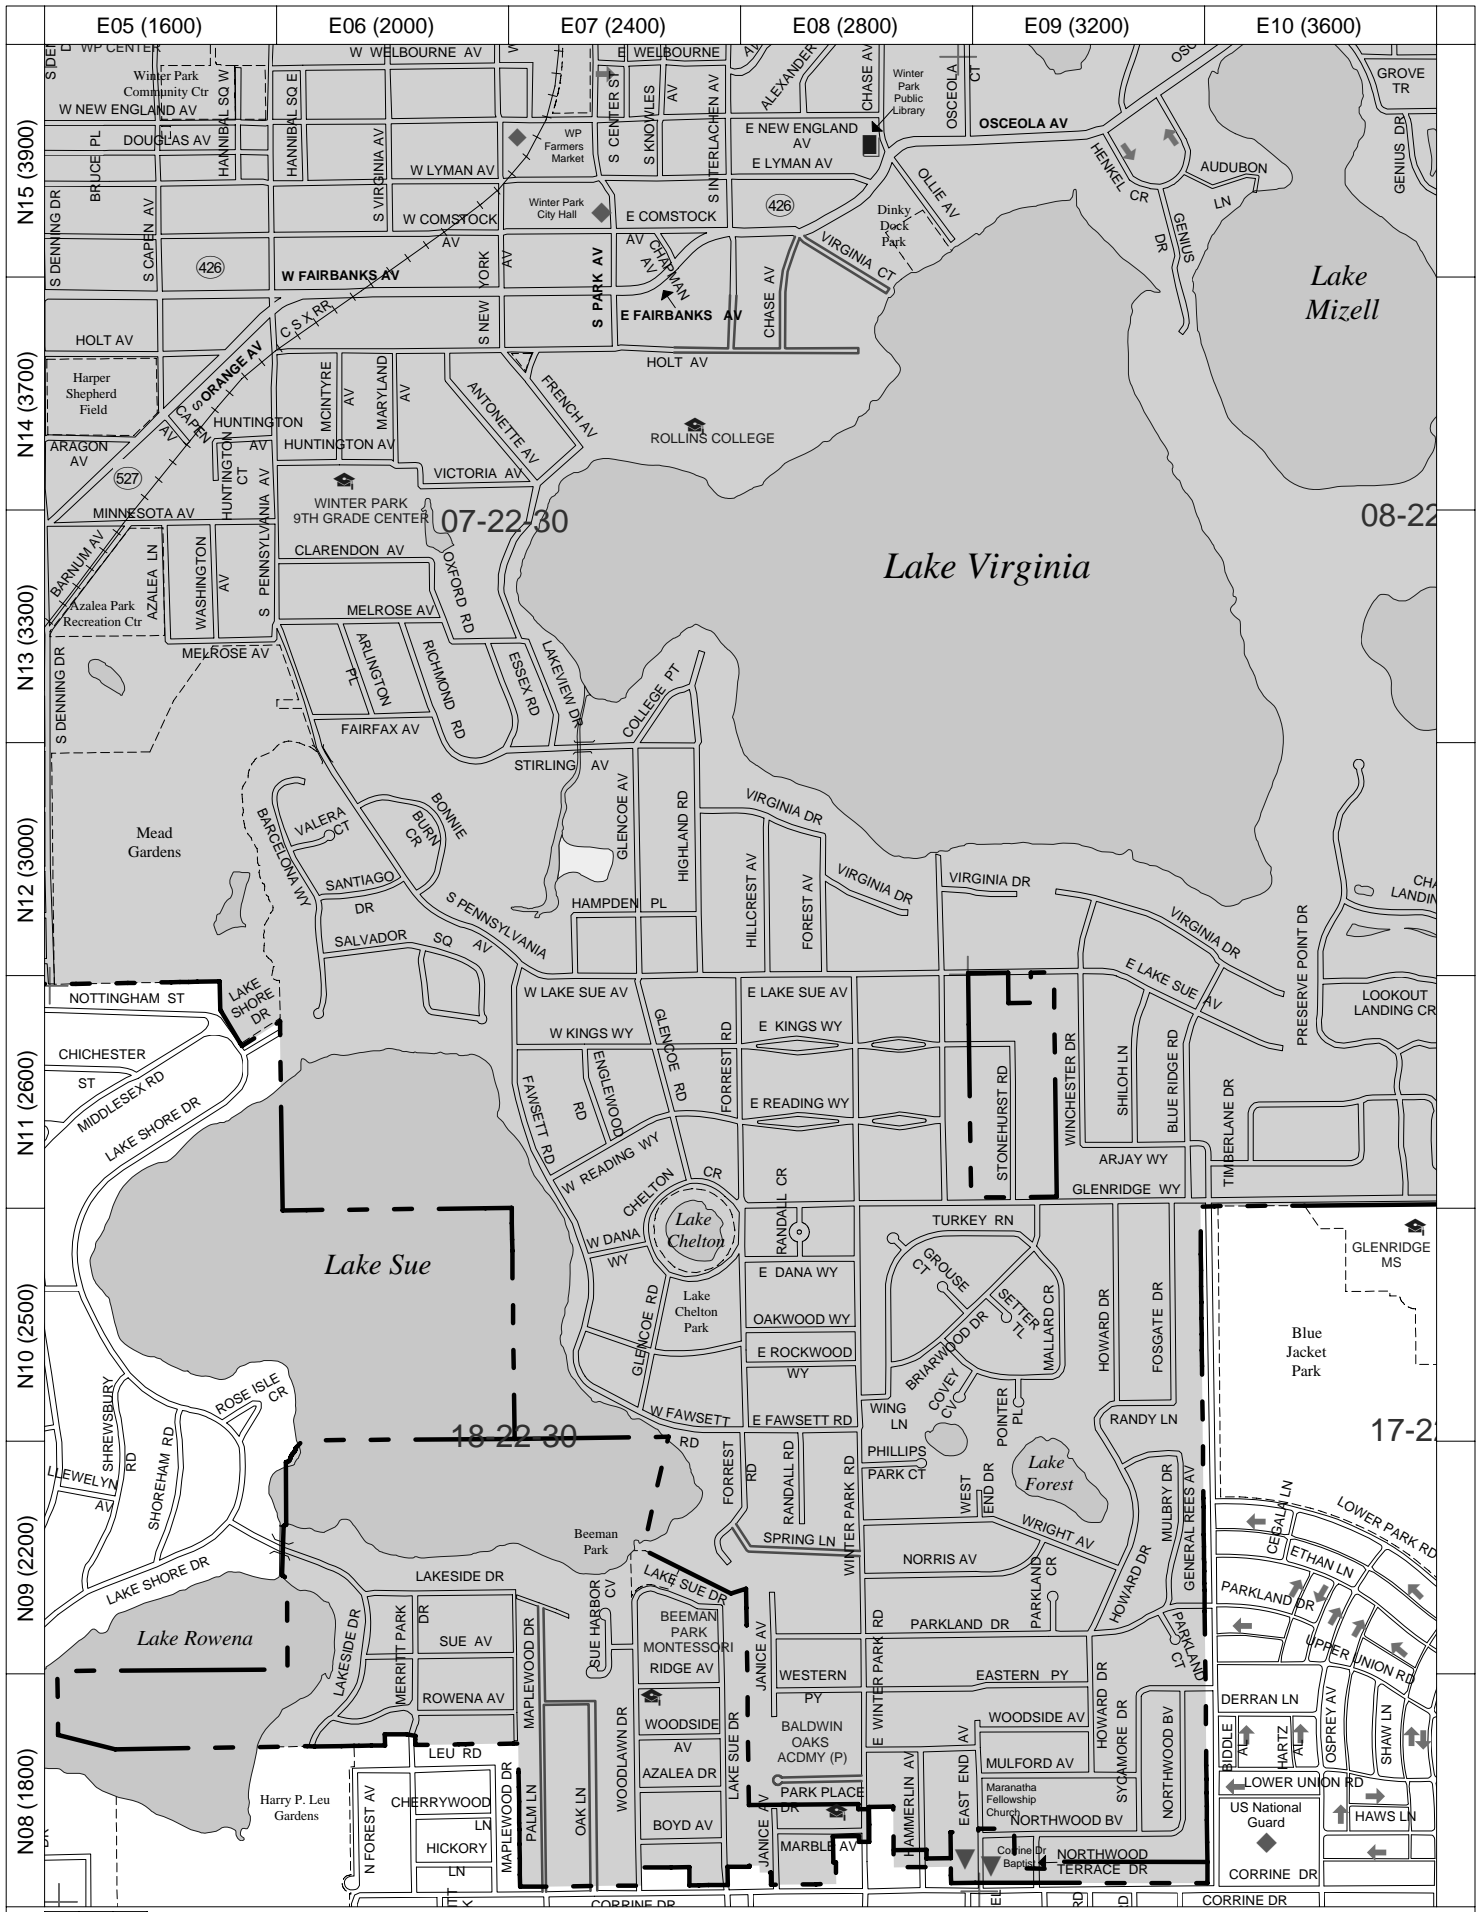 E05 (1600)
E06 (2000)
E07 (2400)
E08 (2800)
E09 (3200)
E10 (3600)
N15 (3900)
N14 (3700)
N13 (3300)
N12 (3000)
N11 (2600)
N10 (2500)
N09 (2200)
N08 (1800)
WP CENTER
W WELBOURNE AV
E WELBOURNE
AV
ALEXANDER
CHASE AV
Winter
Park
Public
Library
OSCEOLA
CT
GROVE
TR
Winter Park
Community Ctr
W NEW ENGLAND AV
DOUGLAS AV
BRUCE PL
HANNIBAL SQ W
HANNIBAL SQ E
S VIRGINIA AV
WP
Farmers
Market
S CENTER ST
S KNOWLES
AV
S INTERLACHEN AV
E NEW ENGLAND
AV
E LYMAN AV
OSCEOLA AV
HENKEL
CR
AUDUBON
LN
GENIUS DR
W LYMAN AV
W COMSTOCK
AV
Winter Park
City Hall
E COMSTOCK
AV
426
OLLIE AV
Dinky
Dock
Park
GENIUS
DR
S DENNING DR
S CAPEN AV
426
W FAIRBANKS AV
S NEW
YORK
AV
S PARK AV
CHAPMAN
AV
E FAIRBANKS AV
CHASE AV
VIRGINIA CT
Lake
Mizell
C S X RR
HOLT AV
HOLT AV
Harper
Shepherd
Field
S ORANGE AV
CAPEN
AV
MCINTYRE
AV
MARYLAND
AV
ANTONETTE AV
FRENCH AV
ROLLINS COLLEGE
ARAGON
AV
HUNTINGTON
AV
HUNTINGTON AV
HUNTINGTON
CT
527
VICTORIA AV
WINTER PARK
9TH GRADE CENTER
07-22-30
08-22
MINNESOTA AV
BARNUM AV
AZALEA LN
WASHINGTON
AV
S PENNSYLVANIA AV
CLARENDON AV
OXFORD RD
Lake Virginia
Azalea Park
Recreation Ctr
MELROSE AV
MELROSE AV
S DENNING DR
ARLINGTON
PL
RICHMOND
RD
ESSEX RD
LAKEVIEW DR
COLLEGE PT
FAIRFAX AV
STIRLING AV
Mead
Gardens
BARCELONA WY
VALERA
CT
BONNIE
BURN
CR
SANTIAGO
DR
S PENNSYLVANIA
AV
SALVADOR
SQ
GLENCOE AV
HIGHLAND RD
HAMPDEN PL
VIRGINIA DR
HILLCREST AV
FOREST AV
VIRGINIA DR
VIRGINIA DR
VIRGINIA DR
PRESERVE POINT DR
NOTTINGHAM ST
LAKE
SHORE
DR
W LAKE SUE AV
E LAKE SUE AV
E LAKE SUE AV
LOOKOUT
LANDING CR
W KINGS WY
E KINGS WY
CHICHESTER
ST
MIDDLESEX RD
LAKE SHORE DR
FAWSETT RD
ENGLEWOOD
RD
GLENCOE RD
FORREST RD
E READING WY
STONEHURST RD
WINCHESTER DR
SHILOH LN
BLUE RIDGE RD
TIMBERLANE DR
W READING WY
ARJAY WY
GLENRIDGE WY
CHELTON
CR
RANDALL CR
Lake
Chelton
W DANA
WY
TURKEY RN
GLENRIDGE
MS
Lake Sue
E DANA WY
GROUSE
CT
SETTER
TL
MALLARD CR
HOWARD DR
FOSGATE DR
GLENCOE RD
Lake
Chelton
Park
OAKWOOD WY
E ROCKWOOD
WY
BRIARWOOD DR
COVEY
CV
POINTER
PL
Blue
Jacket
Park
ROSE ISLE
CR
SHREWSBURY
RD
SHOREHAM RD
LLEWELYN
AV
W FAWSETT
RD
E FAWSETT RD
WING
LN
RANDY LN
18-22-30
17-2
PHILLIPS
PARK CT
WEST
END DR
Lake
Forest
FORREST
RD
RANDALL RD
WINTER PARK RD
SPRING LN
WRIGHT AV
NORRIS AV
MULBRY DR
GENERAL REES AV
HOWARD DR
CEGALA LN
LOWER PARK RD
ETHAN LN
Beeman
Park
LAKE SHORE DR
LAKESIDE DR
LAKE SUE DR
PARKLAND
CR
PARKLAND DR
PARKLAND DR
PARKLAND
CT
UPPER UNION RD
Lake Rowena
LAKESIDE DR
MERRITT PARK
DR
SUE AV
ROWENA AV
MAPLEWOOD DR
SUE HARBOR
CV
BEEMAN
PARK
MONTESSORI
RIDGE AV
JANICE AV
WESTERN
PY
EASTERN PY
E WINTER PARK RD
DERRAN LN
WOODSIDE
AV
AZALEA DR
BOYD AV
WOODLAWN DR
LAKE SUE DR
BALDWIN
OAKS
ACDMY (P)
PARK PLACE
DR
JANICE AV
MARBLE AV
HAMMERLIN AV
EAST END AV
WOODSIDE AV
MULFORD AV
Maranatha
Fellowship
Church
NORTHWOOD BV
HOWARD DR
SYCAMORE DR
NORTHWOOD BV
BIDDLE
AL
HARTZ
AL
OSPREY AV
SHAW LN
LOWER UNION RD
US National
Guard
HAWS LN
LEU RD
Harry P. Leu
Gardens
N FOREST AV
CHERRYWOOD
LN
HICKORY
LN
MAPLEWOOD DR
PALM LN
OAK LN
Corrine Dr
Baptist
NORTHWOOD
TERRACE DR
CORRINE DR
CORRINE DR
CORRINE DR